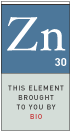 Zn
30
THIS ELEMENT
BROUGHT
TO YOU BY
BIO